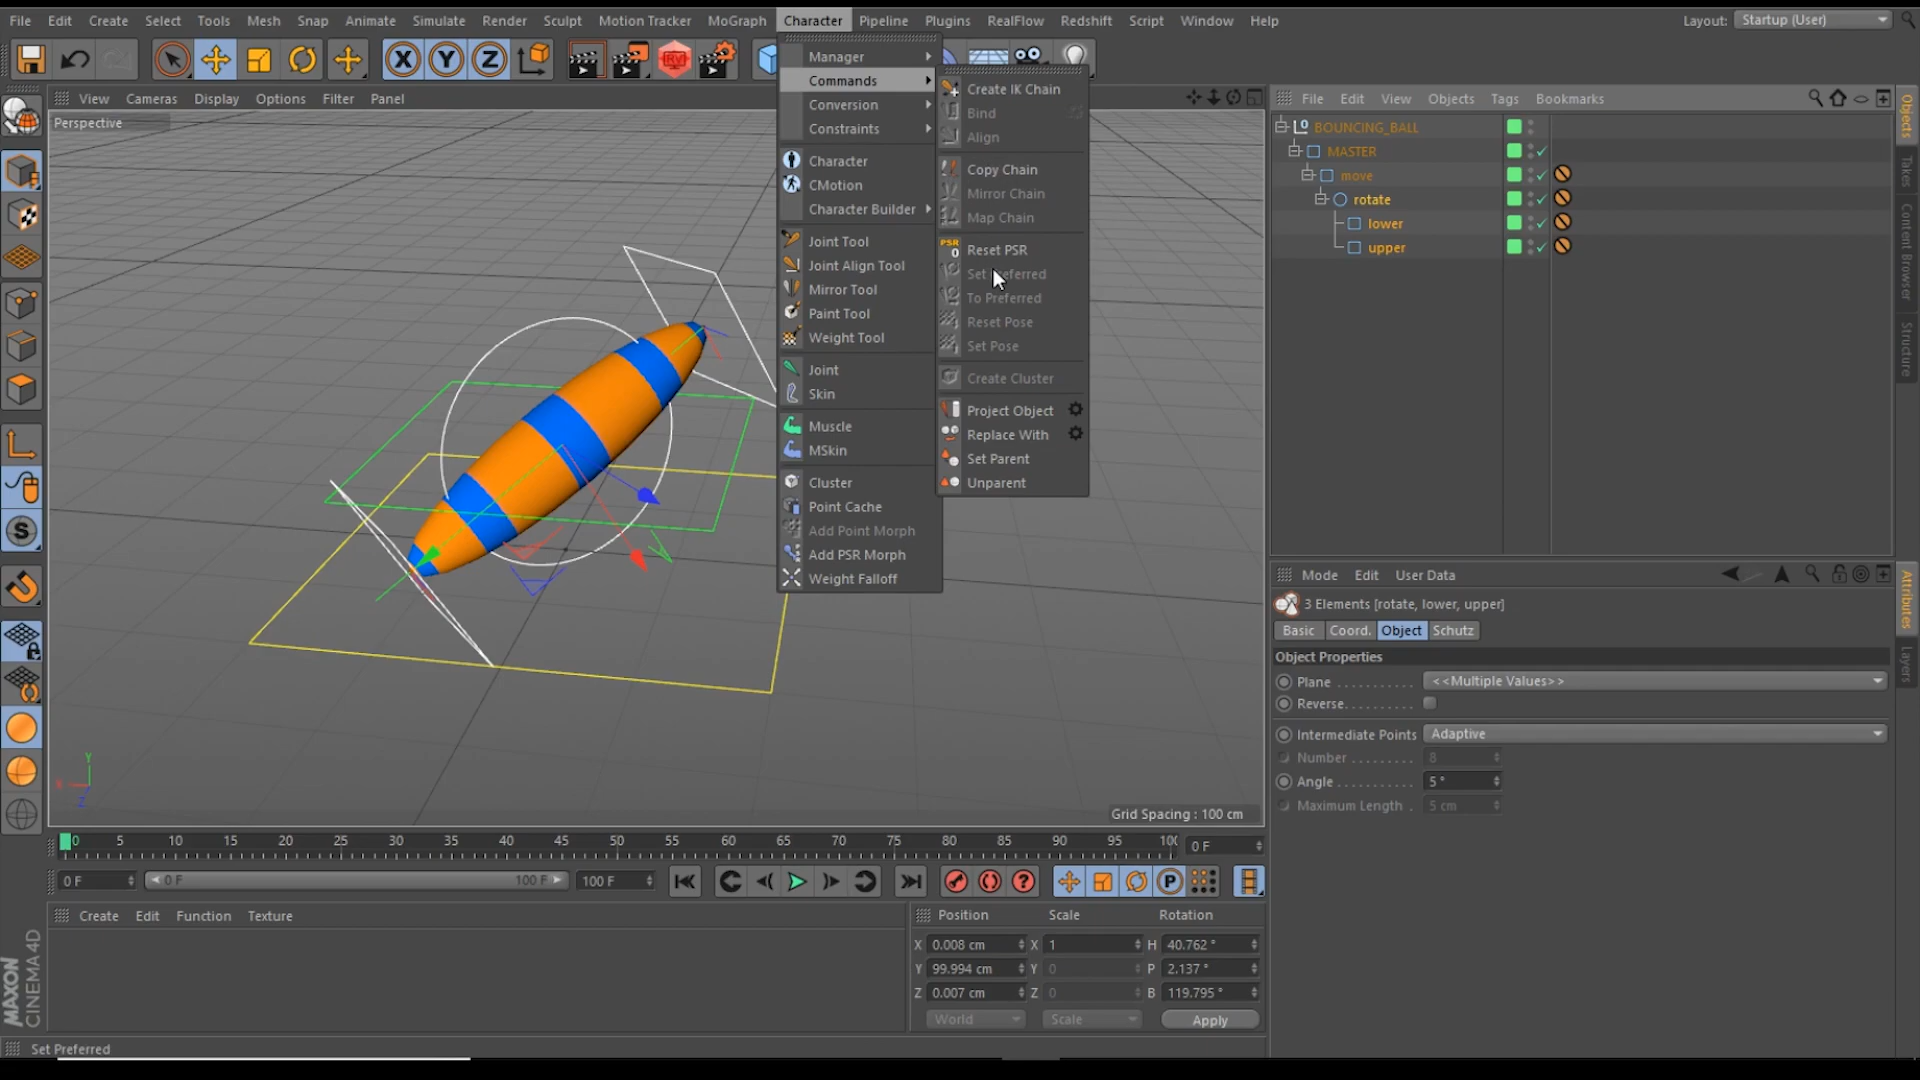 File Edit Create Select Tools Mesh Snap Animate Simulate Render Sculpt Motion Tracker MoGraph Character Pipeline Plugins RealFlow Redshift Script Window Help Layout: Startup (User)
X Y Z RV
View Cameras Display Options Filter Panel
Perspective
Manager
Commands
Conversion
Constraints
Character
CMotion
Character Builder
Joint Tool
Joint Align Tool
Mirror Tool
Paint Tool
Weight Tool
Joint
Skin
Muscle
MSkin
Cluster
Point Cache
Add Point Morph
Add PSR Morph
Weight Falloff
Create IK Chain
Bind
Align
Copy Chain
Mirror Chain
Map Chain
PSR 0 Reset PSR
To Preferred
Reset Pose
Set Pose
Create Cluster
Project Object
Replace With
Set Parent
Unparent
Y X Z
Grid Spacing : 100 cm
0 5 10 15 20 25 30 35 40 45 50 55 60 65 70 75 80 85 90 95 0 F
0 F 0 F 100 F 100 F P
Create Edit Function Texture
Position Scale Rotation
X 0.008 cm X 1 H 40.762 °
Y 99.994 cm Y 0 P 2.137 °
Z 0.007 cm Z 0 B 119.795 °
World Scale Apply
MAXON
CINEMA 4D
Set Preferred
File Edit View Objects Tags Bookmarks
BOUNCING_BALL
MASTER
move
rotate
lower
upper
Objects
Takes
Content Browser
Structure
Mode Edit User Data
3 Elements [rotate, lower, upper]
Basic Coord. Object Schutz
Object Properties
Plane . . . . . . . . . . . <<Multiple Values>>
Reverse. . . . . . . . . .
Intermediate Points Adaptive
Number . . . . . . . . . 8
Angle . . . . . . . . . . . 5 °
Maximum Length . 5 cm
Attributes
Layers